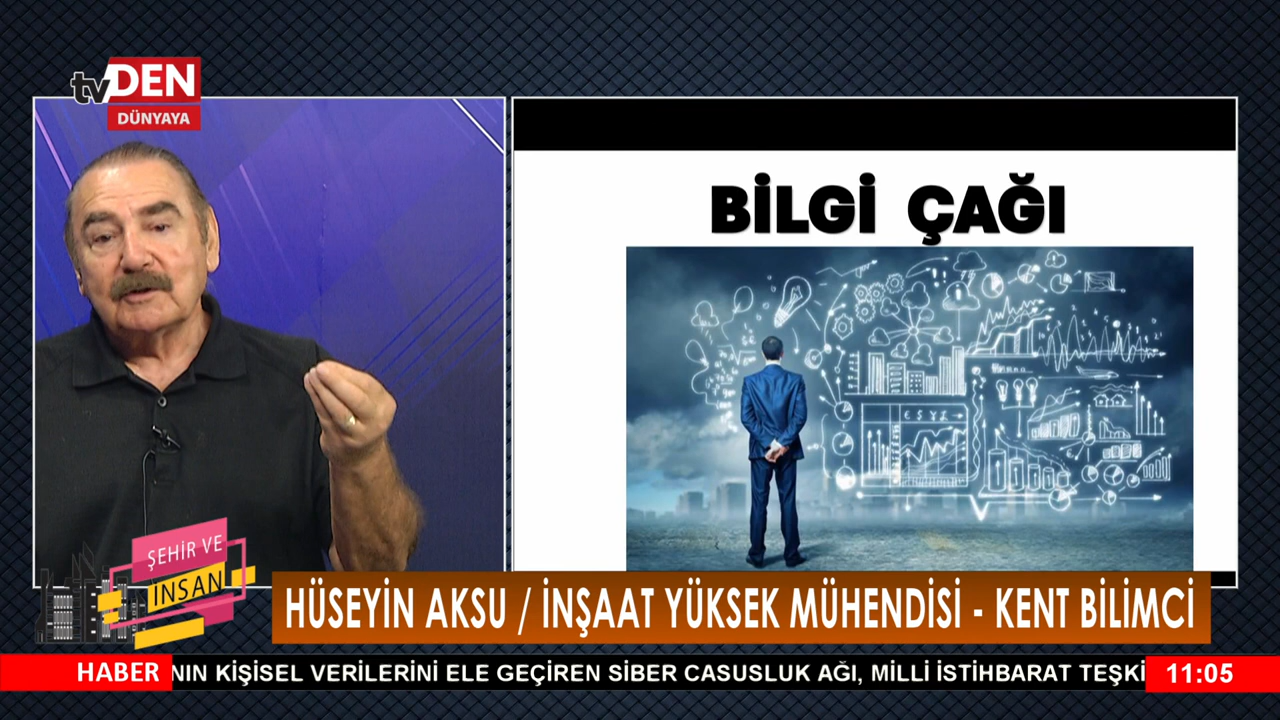 tvDEN
DÜNYAYA
BİLGİ ÇAĞI
€ $ ¥ £
ŞEHİR VE
İNSAN
HÜSEYİN AKSU / İNŞAAT YÜKSEK MÜHENDİSİ - KENT BİLİMCİ
HABER
NIN KİŞİSEL VERİLERİNİ ELE GEÇİREN SİBER CASUSLUK AĞI, MİLLİ İSTİHBARAT TEŞKİ
11:05